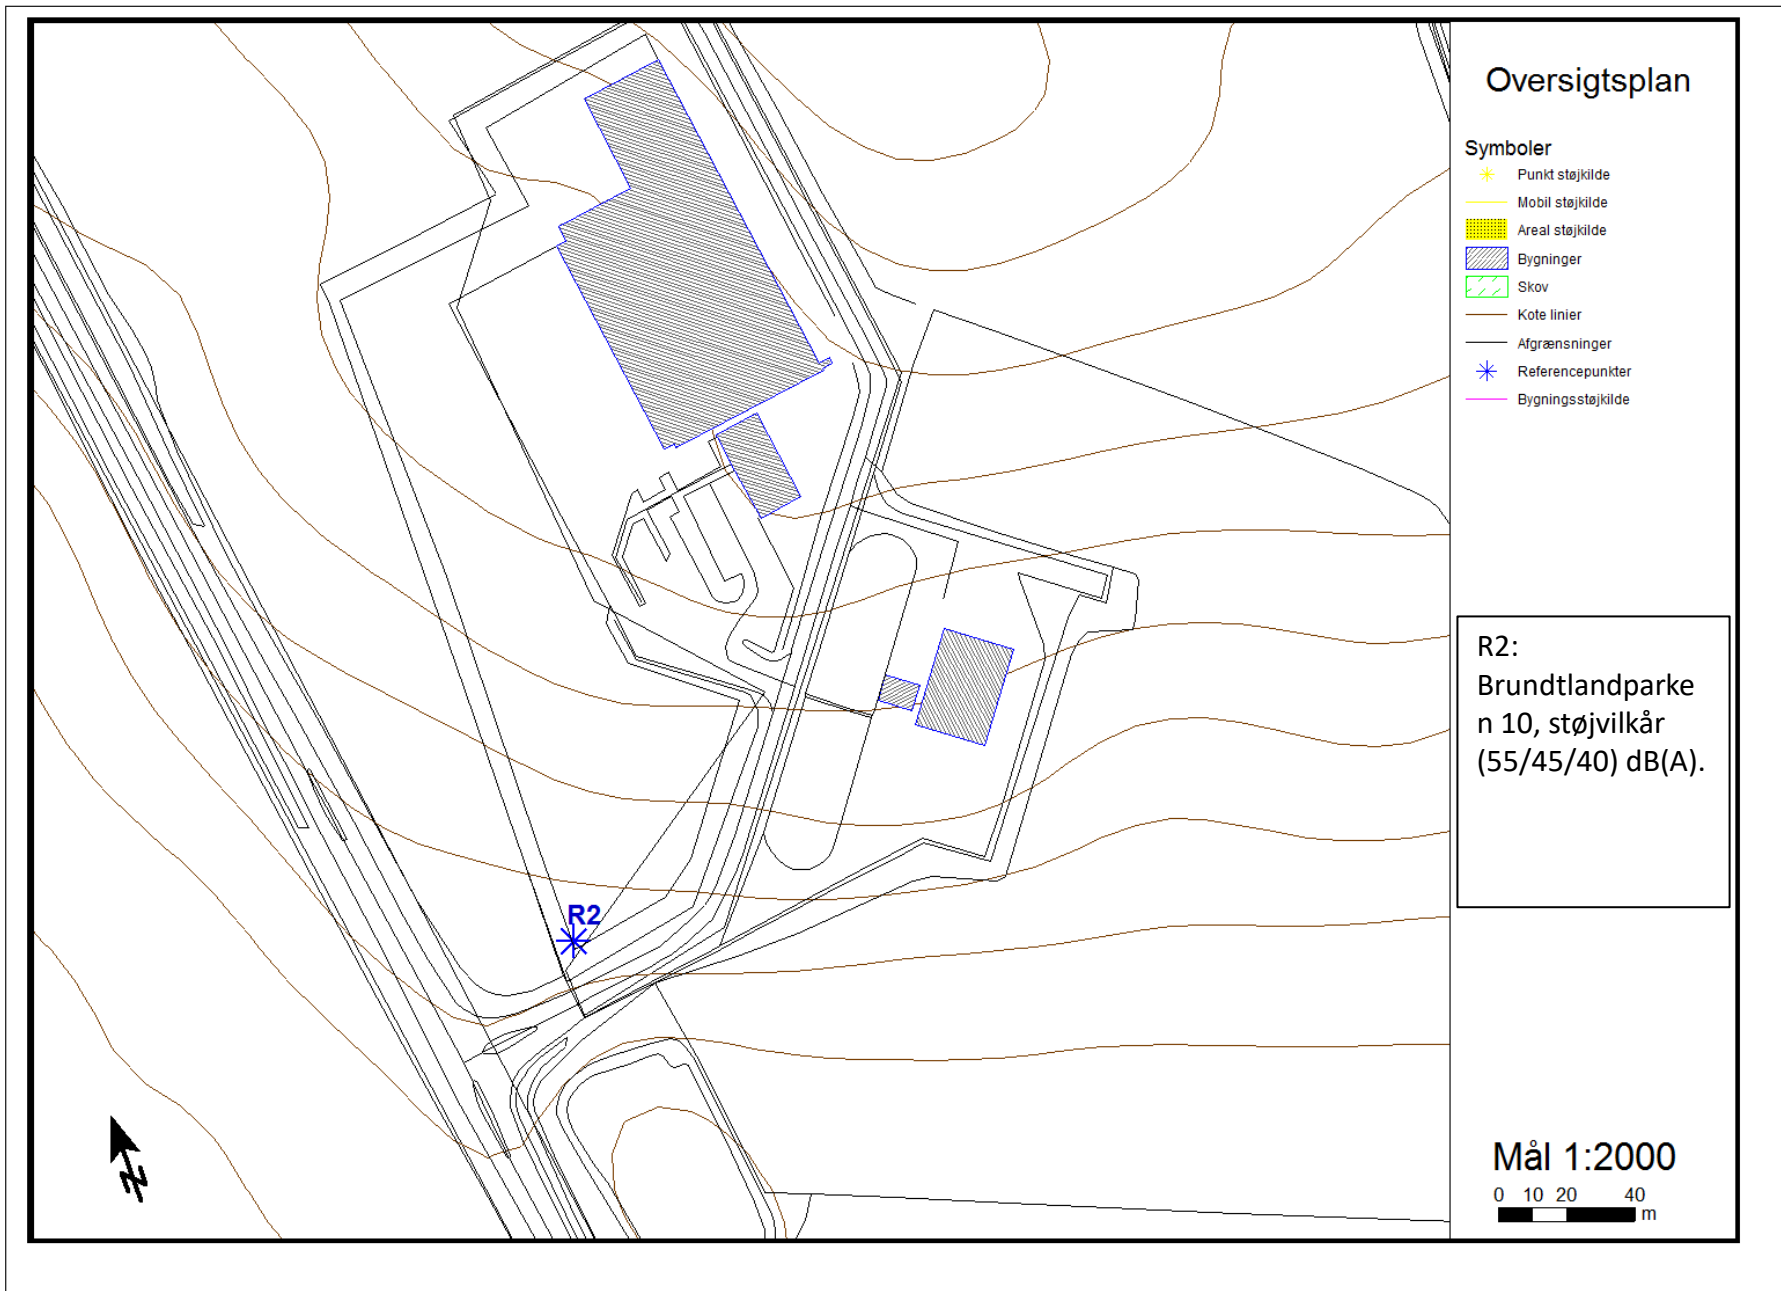 Oversigtsplan
Symboler
Punkt støjkilde
Mobil støjkilde
Areal støjkilde
Bygninger
Skov
Kote linier
Afgrænsninger
Referencepunkter
Bygningsstøjkilde
R2:
Brundtlandparke
n 10, støjvilkår
(55/45/40) dB(A).
R2
N
Mål 1:2000
0 10 20 40
m